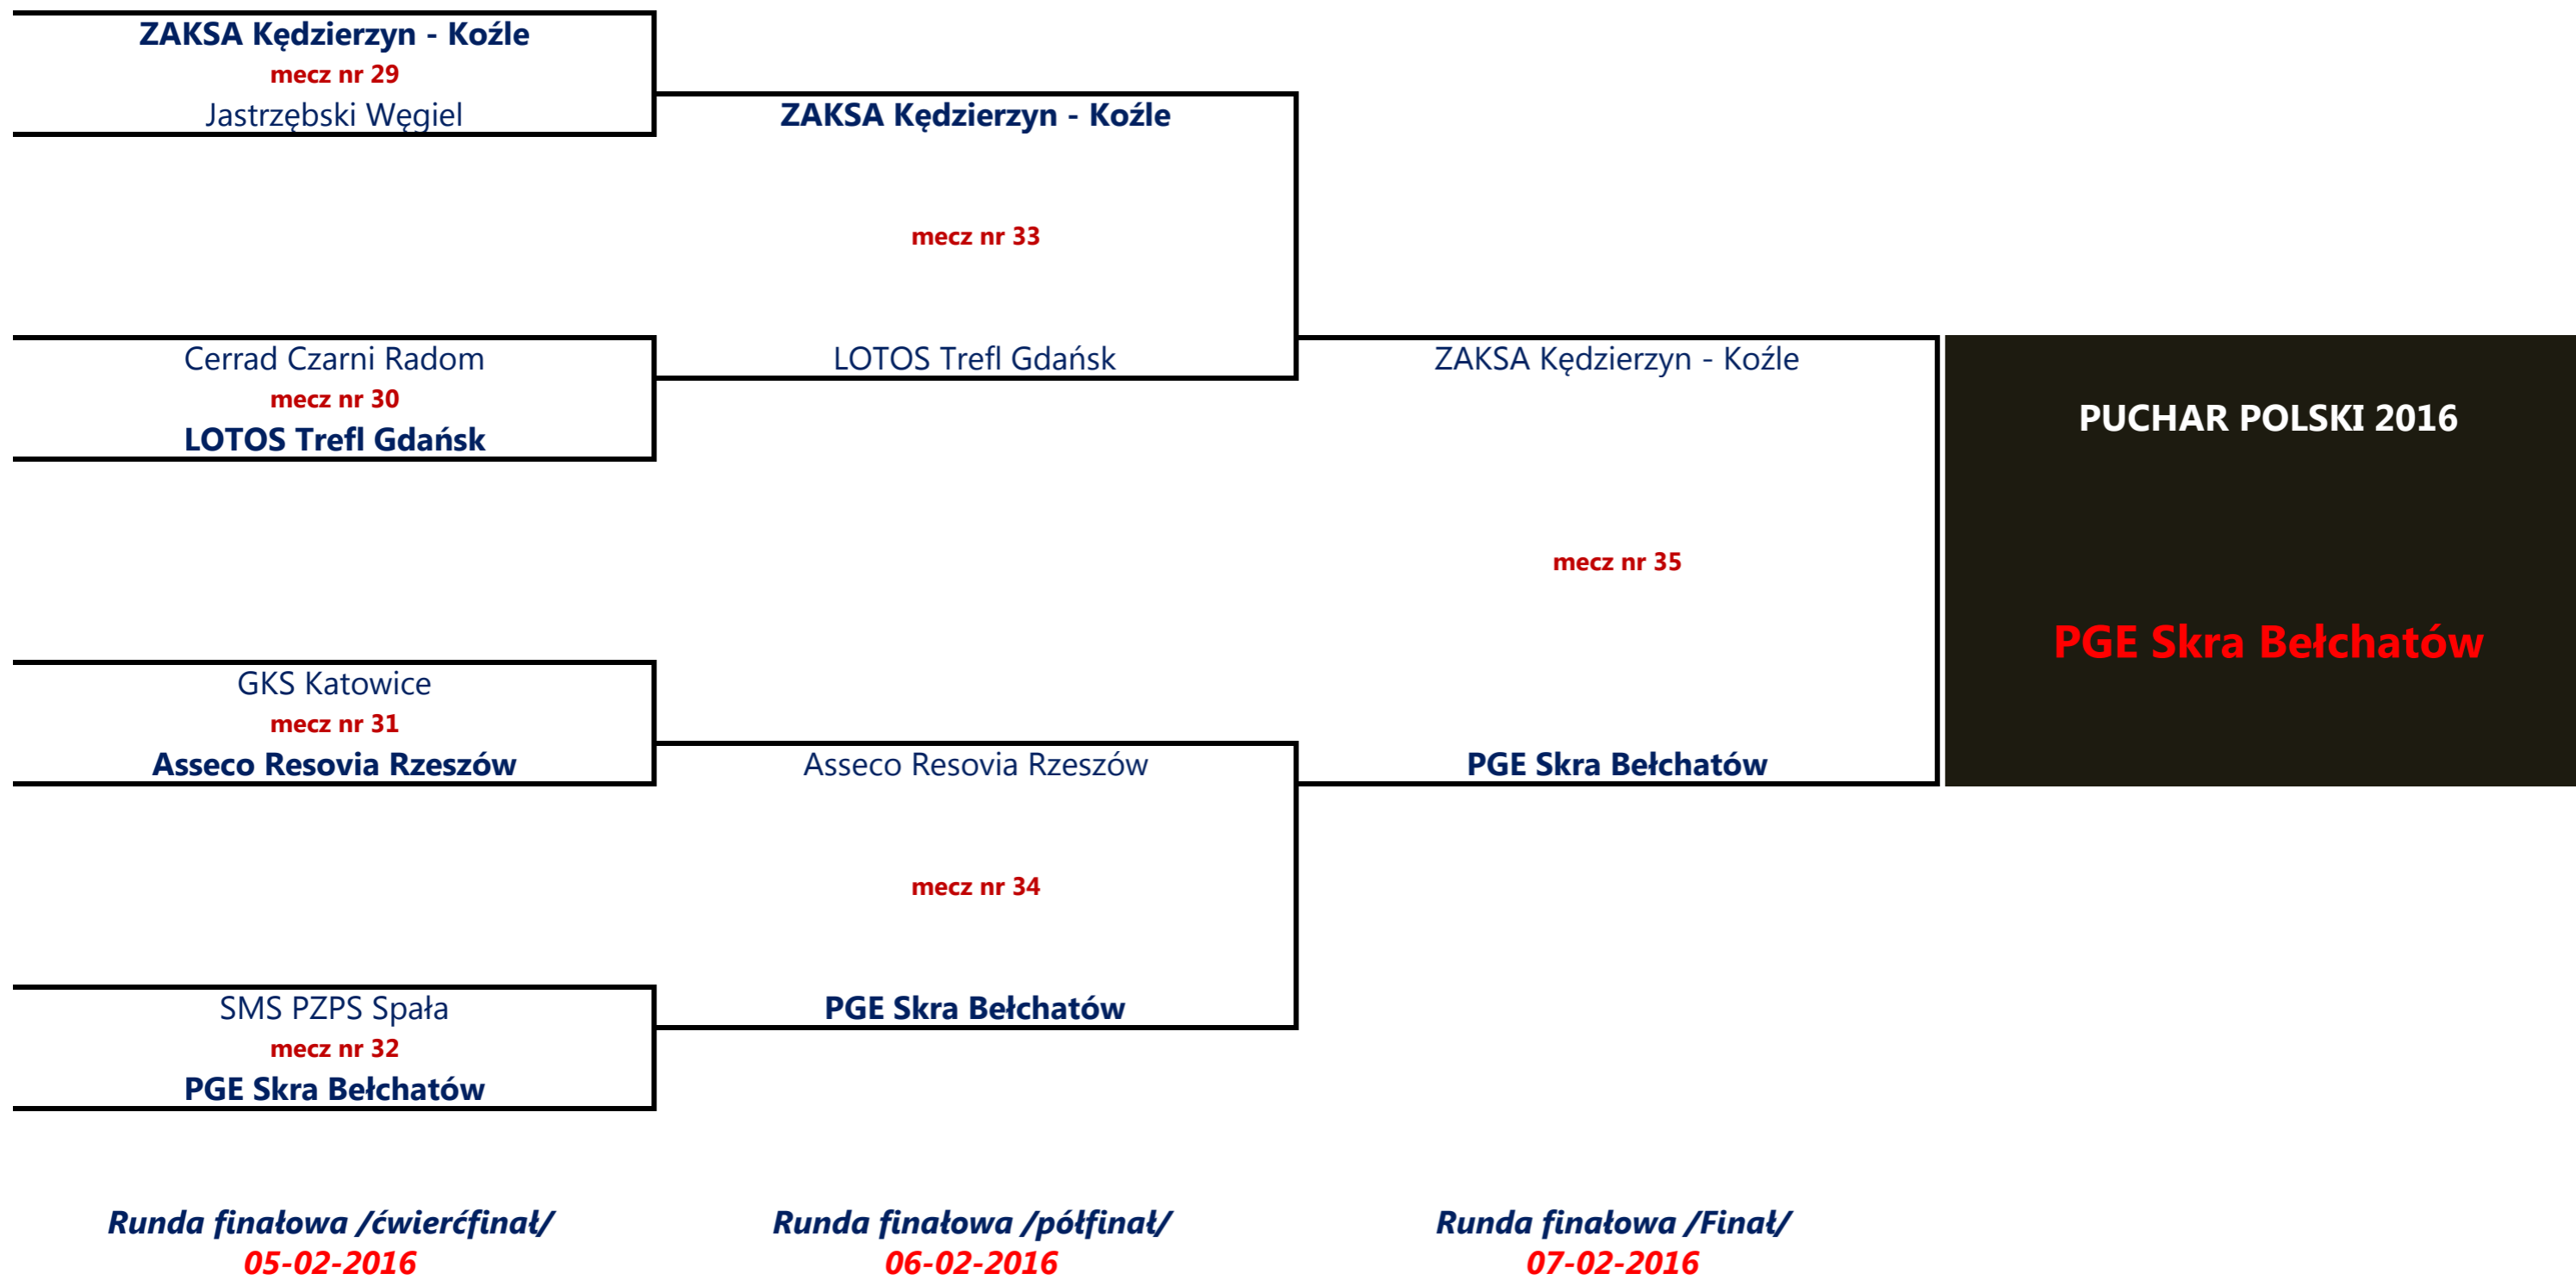 ZAKSA Kędzierzyn - Koźle
mecz nr 29
Jastrzębski Węgiel
ZAKSA Kędzierzyn - Koźle
mecz nr 33
LOTOS Trefl Gdańsk
Cerrad Czarni Radom
mecz nr 30
LOTOS Trefl Gdańsk
ZAKSA Kędzierzyn - Koźle
mecz nr 35
PGE Skra Bełchatów
PUCHAR POLSKI 2016
PGE Skra Bełchatów
GKS Katowice
mecz nr 31
Asseco Resovia Rzeszów
Asseco Resovia Rzeszów
mecz nr 34
PGE Skra Bełchatów
SMS PZPS Spała
mecz nr 32
PGE Skra Bełchatów
Runda finałowa /ćwierćfinał/
05-02-2016
Runda finałowa /półfinał/
06-02-2016
Runda finałowa /Finał/
07-02-2016